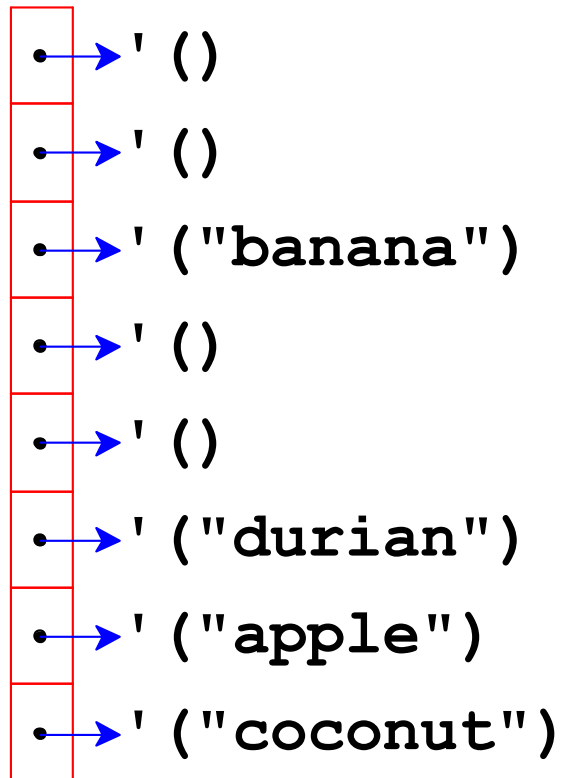 '()
'()
'("banana")
'()
'()
'("durian")
'("apple")
'("coconut")